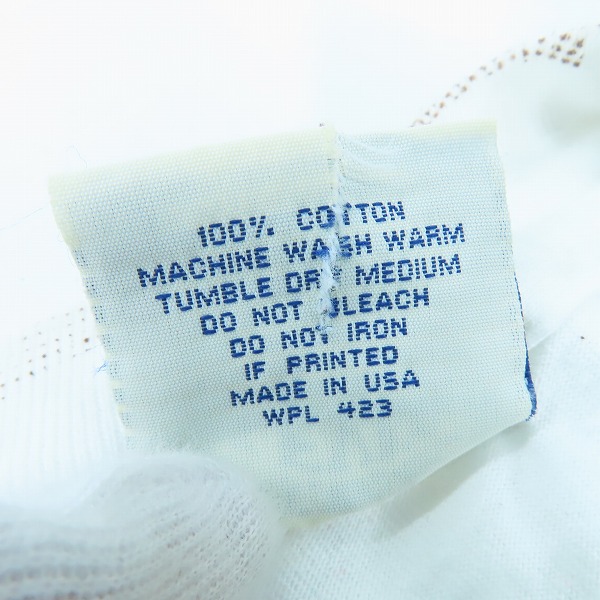 100% COTTON
MACHINE WASH WARM
TUMBLE DRY MEDIUM
DO NOT BLEACH
DO NOT IRON
IF PRINTED
MADE IN USA
WPL 423